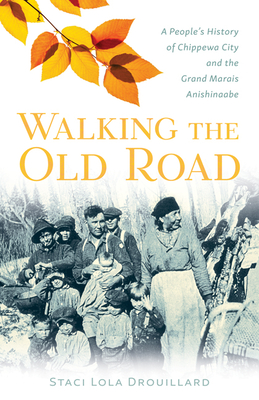 A People's History
of Chippewa City
and the
Grand Marais
Anishinaabe
WALKING THE
OLD ROAD
STACI LOLA DROUILLARD